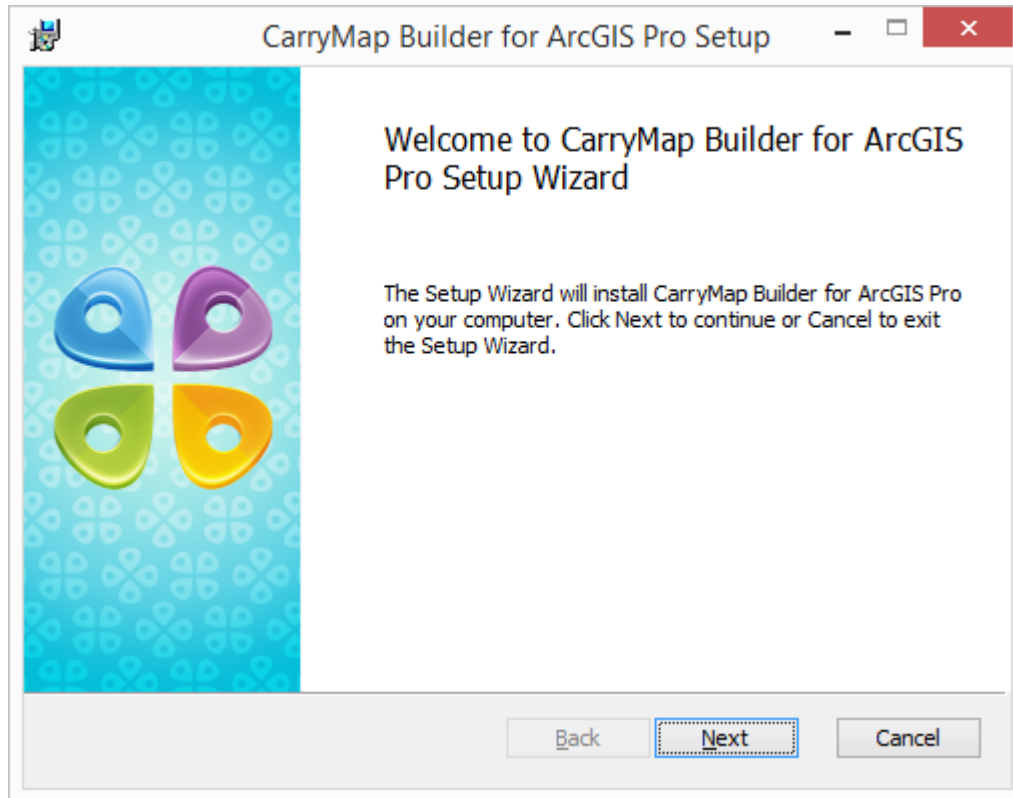 CarryMap Builder for ArcGIS Pro Setup
Welcome to CarryMap Builder for ArcGIS
Pro Setup Wizard
The Setup Wizard will install CarryMap Builder for ArcGIS Pro
on your computer. Click Next to continue or Cancel to exit
the Setup Wizard.
Back Next Cancel